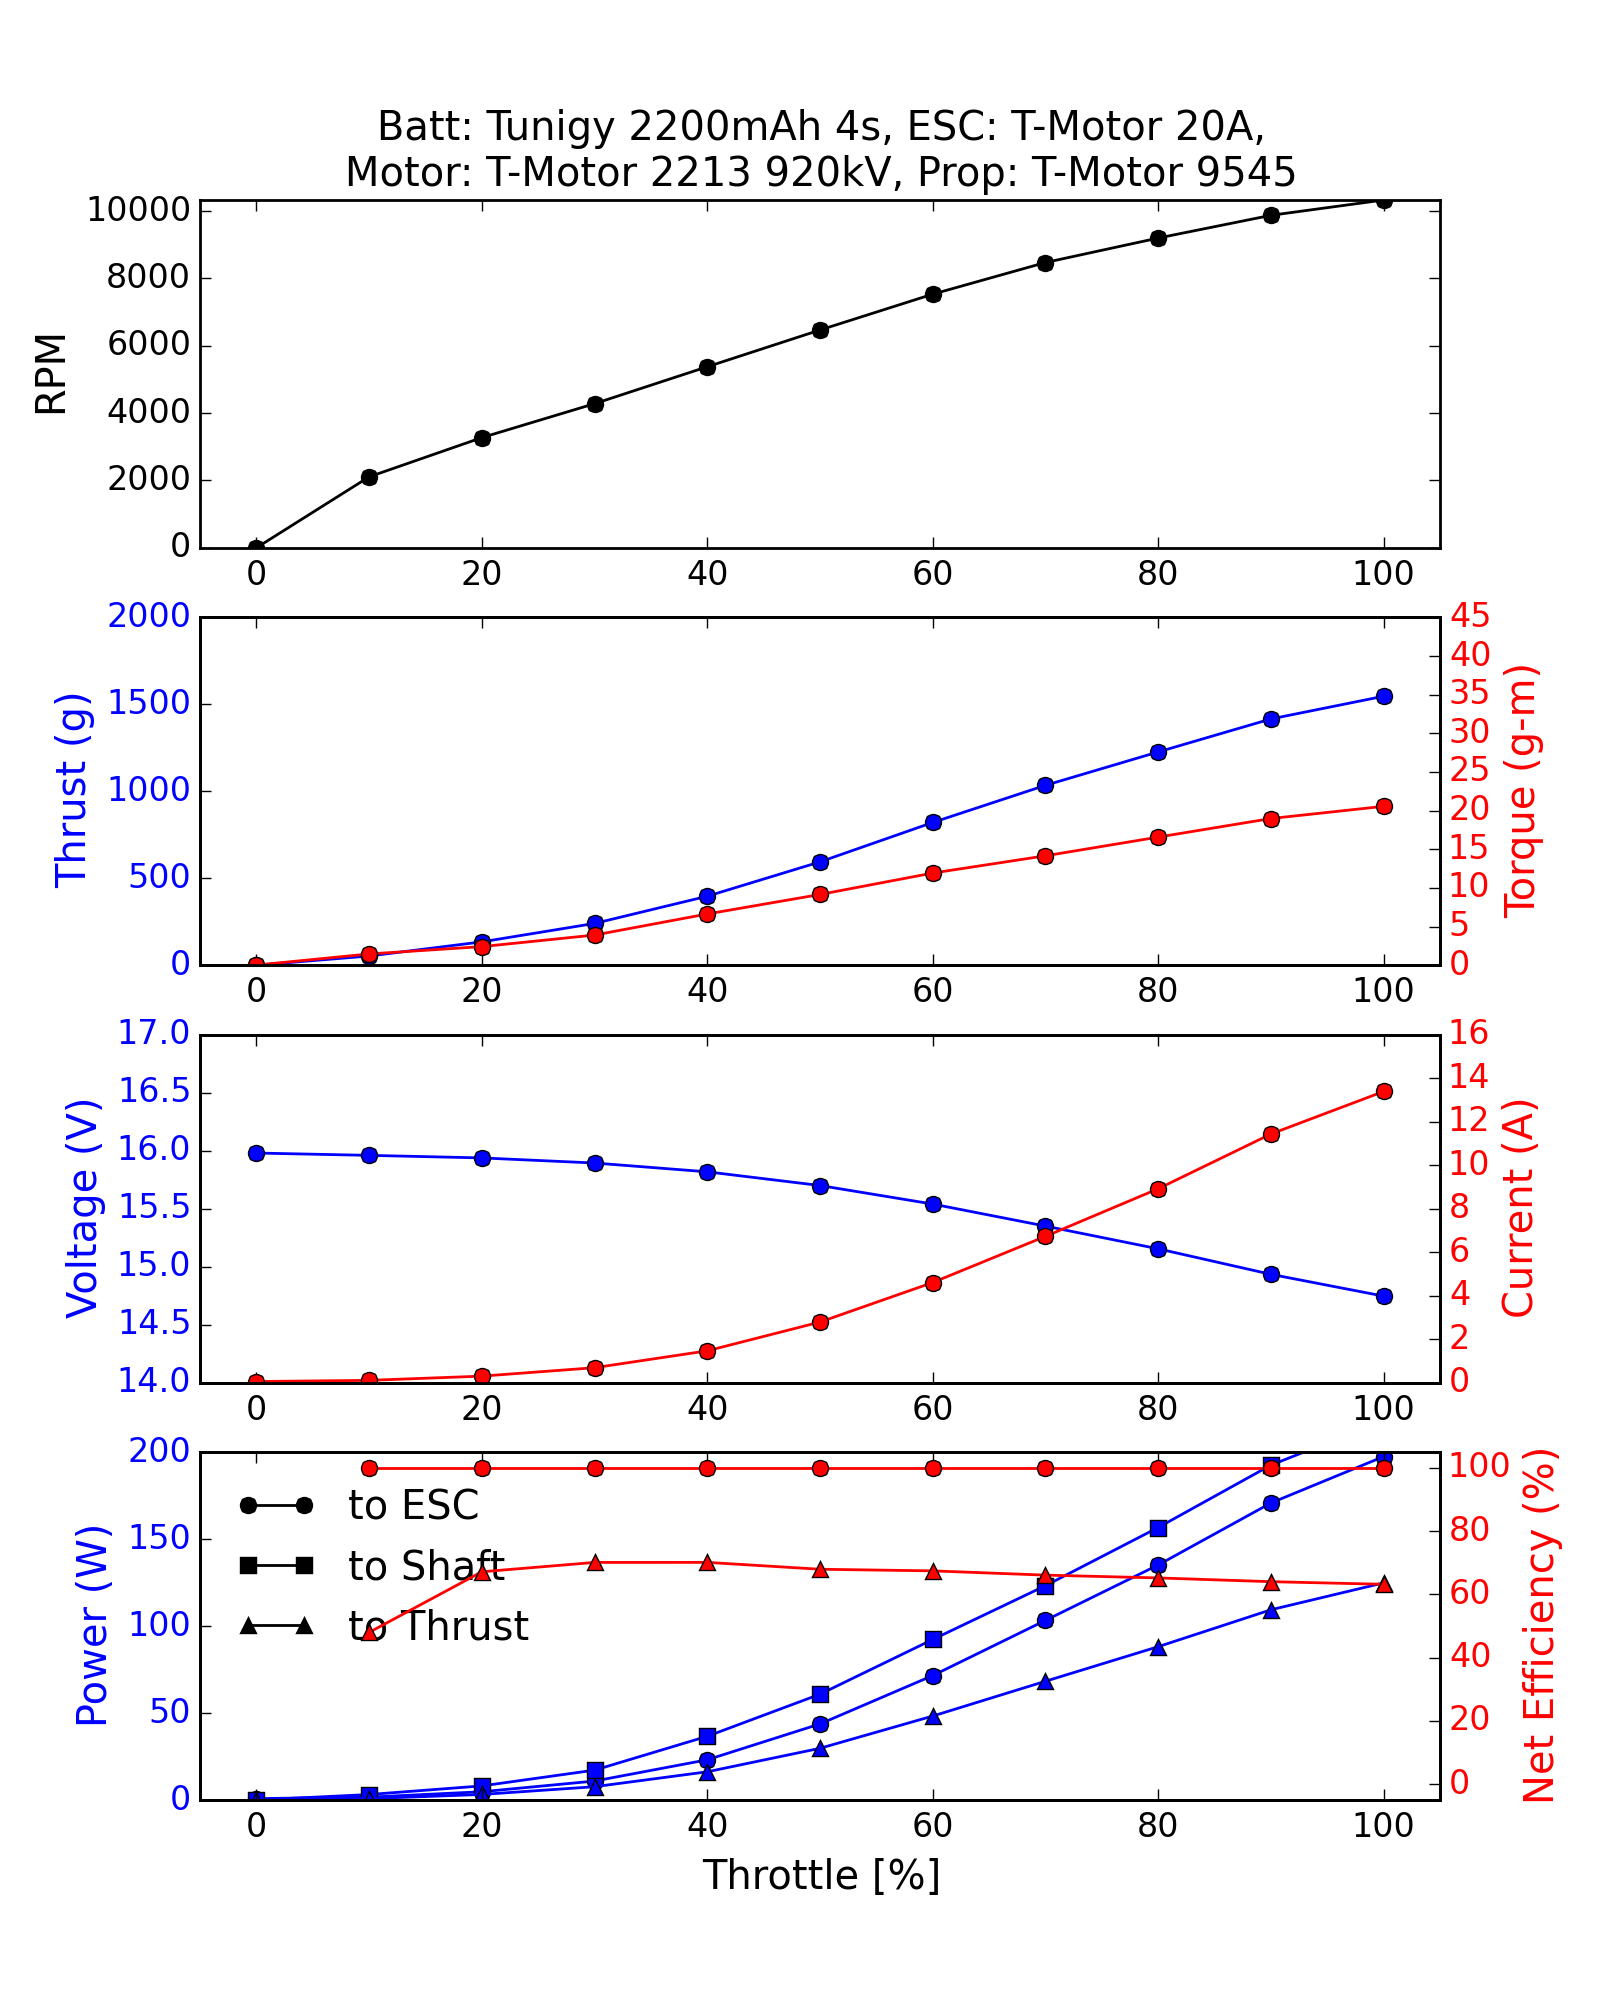 Batt: Tunigy 2200mAh 4s, ESC: T-Motor 20A,
Motor: T-Motor 2213 920kV, Prop: T-Motor 9545
RPM
10000
8000
6000
4000
2000
0
0 20 40 60 80 100
Thrust (g)
2000
1500
1000
500
0
45
40
35
30
25
20
15
10
5
0
Torque (g-m)
0 20 40 60 80 100
Voltage (V)
17.0
16.5
16.0
15.5
15.0
14.5
14.0
16
14
12
10
8
6
4
2
0
Current (A)
0 20 40 60 80 100
Power (W)
200
150
100
50
0
to ESC
to Shaft
to Thrust
100
80
60
40
20
0
Net Efficiency (%)
0 20 40 60 80 100
Throttle [%]